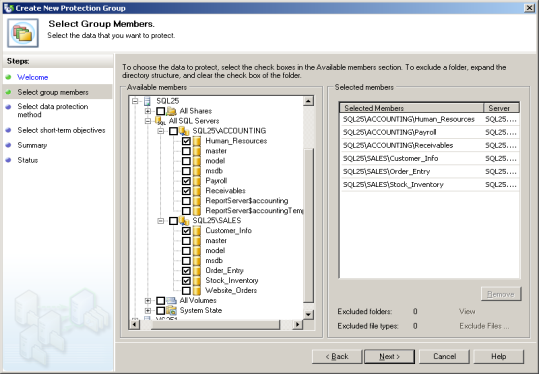 Create New Protection Group
Select Group Members.
Select the data that you want to protect.
Steps:
Welcome
Select group members
Select data protection
method
Select short-term objectives
Summary
Status
To choose the data to protect, select the check boxes in the Available members section. To exclude a folder, expand the
directory structure, and clear the check box of the folder.
Available members
SQL25
All Shares
All SQL Servers
SQL25\ACCOUNTING
Human_Resources
master
model
msdb
Payroll
Receivables
ReportServer$accounting
ReportServer$accountingTemp
SQL25\SALES
Customer_Info
master
model
msdb
Order_Entry
Stock_Inventory
Website_Orders
All Volumes
System State
Selected members
Selected Members Server
SQL25\ACCOUNTING\Human_Resources SQL25....
SQL25\ACCOUNTING\Payroll SQL25....
SQL25\ACCOUNTING\Receivables SQL25....
SQL25\SALES\Customer_Info SQL25....
SQL25\SALES\Order_Entry SQL25....
SQL25\SALES\Stock_Inventory SQL25....
Remove
Excluded folders: 0 View
Excluded file types: 0 Exclude Files ...
< Back Next > Cancel Help